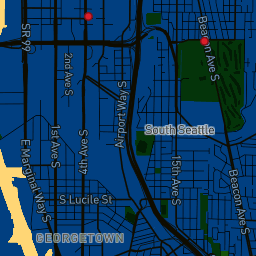 SR 99
2nd Ave S
Beacon Ave S
Airport Way S
1st Ave S
4th Ave S
South Seattle
15th Ave S
E Marginal Way S
S Lucile St
Beacon Ave S
GEORGETOWN